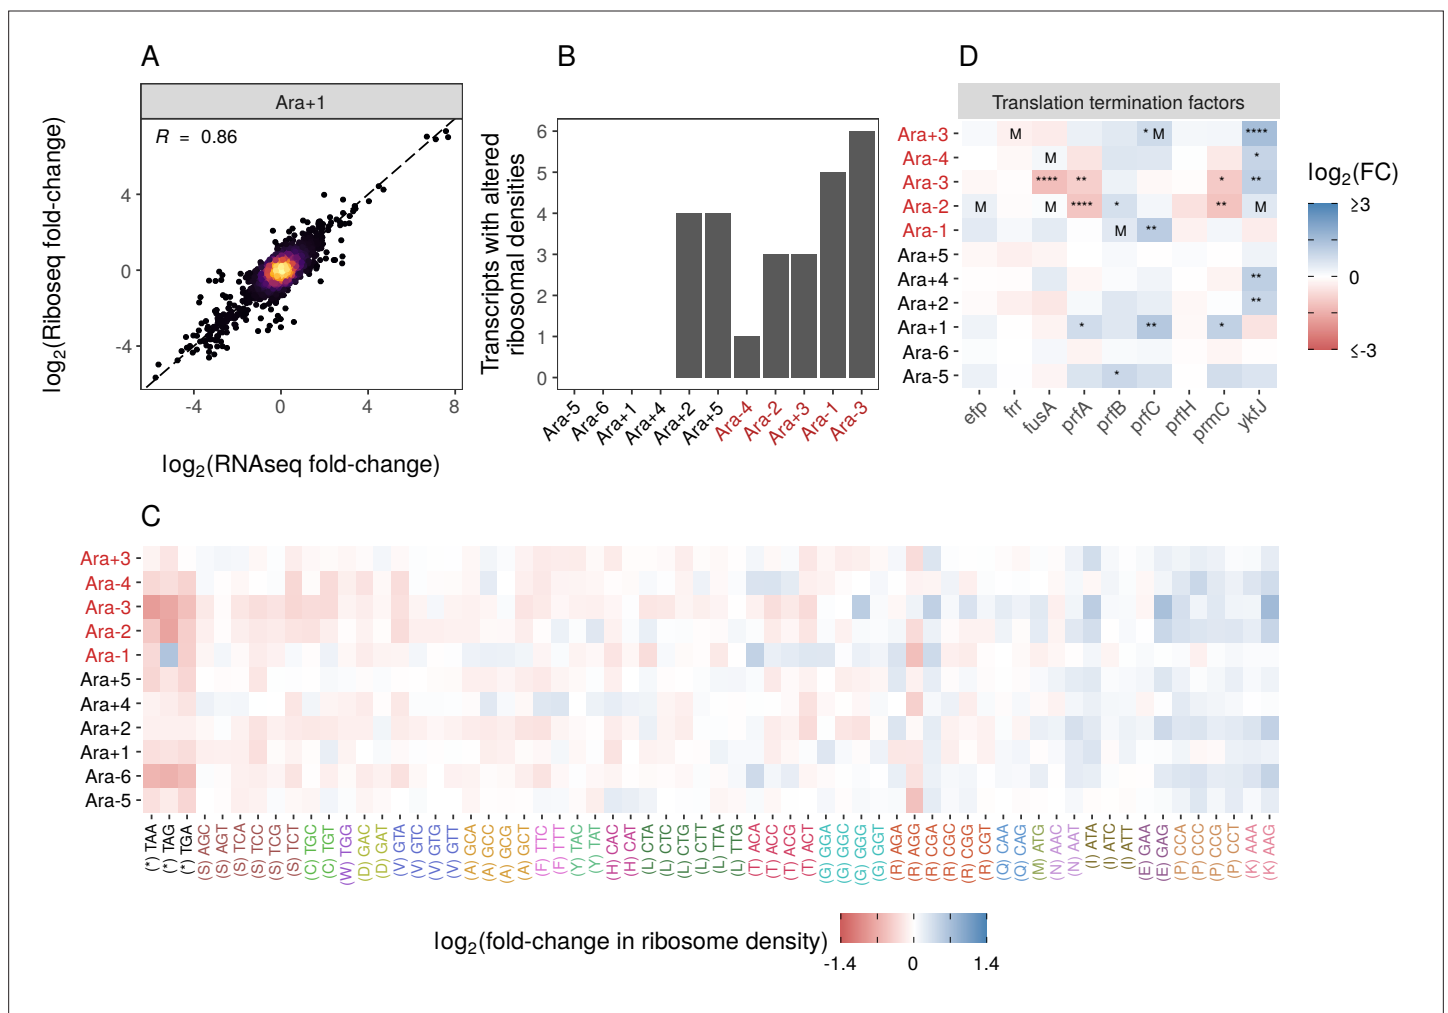 A
Ara+1
R = 0.86
log2(Riboseq fold-change)
4
0
-4
-4
0
4
8
log2(RNAseq fold-change)
B
Transcripts with altered
ribosomal densities
6
5
4
3
2
1
0
Ara-5
Ara-6
Ara+1
Ara+4
Ara+2
Ara+5
Ara-4
Ara-2
Ara+3
Ara-1
Ara-3
D
Translation termination factors
Ara+3 M * M ****
Ara-4 M *
Ara-3 **** ** * **
Ara-2 M M **** * ** M
Ara-1 M **
Ara+5
Ara+4 **
Ara+2 **
Ara+1 * ** *
Ara-6
Ara-5 *
efp
frr
fusA
prfA
prfB
prfC
prfH
prmC
ykfJ
log2(FC)
≥3
0
≤-3
C
Ara+3
Ara-4
Ara-3
Ara-2
Ara-1
Ara+5
Ara+4
Ara+2
Ara+1
Ara-6
Ara-5
(*) TAA
(*) TAG
(*) TGA
(S) AGC
(S) AGT
(S) TCA
(S) TCC
(S) TCG
(S) TCT
(C) TGC
(C) TGT
(W) TGG
(D) GAC
(D) GAT
(V) GTA
(V) GTC
(V) GTG
(V) GTT
(A) GCA
(A) GCC
(A) GCG
(A) GCT
(F) TTC
(F) TTT
(Y) TAC
(Y) TAT
(H) CAC
(H) CAT
(L) CTA
(L) CTC
(L) CTG
(L) CTT
(L) TTA
(L) TTG
(T) ACA
(T) ACC
(T) ACG
(T) ACT
(G) GGA
(G) GGC
(G) GGG
(G) GGT
(R) AGA
(R) AGG
(R) CGA
(R) CGC
(R) CGG
(R) CGT
(Q) CAA
(Q) CAG
(M) ATG
(N) AAC
(N) AAT
(I) ATA
(I) ATC
(I) ATT
(E) GAA
(E) GAG
(P) CCA
(P) CCC
(P) CCG
(P) CCT
(K) AAA
(K) AAG
log2(fold-change in ribosome density)
-1.4
0
1.4